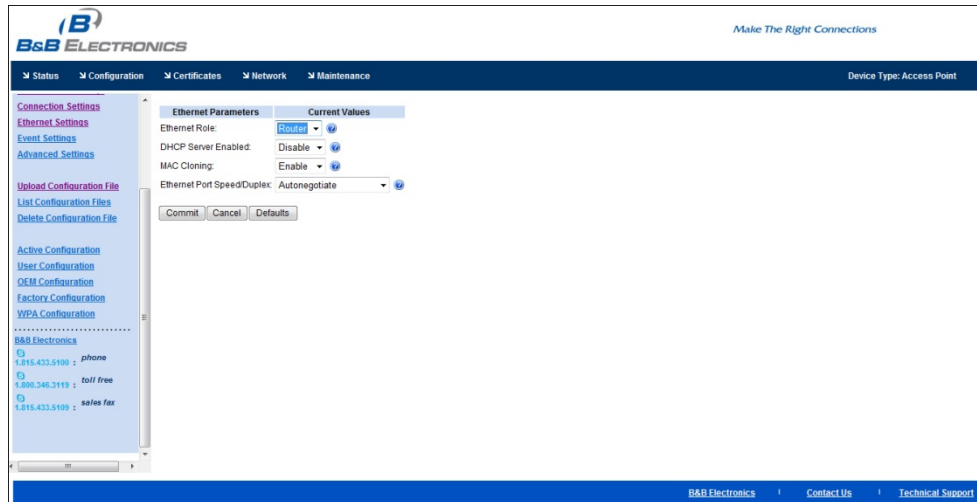 B&B ELECTRONICS
Make The Right Connections
Status Configuration Certificates Network Maintenance Device Type: Access Point
Connection Settings
Ethernet Settings
Event Settings
Advanced Settings
Upload Configuration File
List Configuration Files
Delete Configuration File
Active Configuration
User Configuration
OEM Configuration
Factory Configuration
WPA Configuration
B&B Electronics
1.815.433.5100 : phone
1.800.346.3119 : toll free
1.815.433.5109 : sales fax
Ethernet Parameters Current Values
Ethernet Role: Router
DHCP Server Enabled: Disable
MAC Cloning: Enable
Ethernet Port Speed/Duplex: Autonegotiate
Commit Cancel Defaults
B&B Electronics | Contact Us | Technical Support